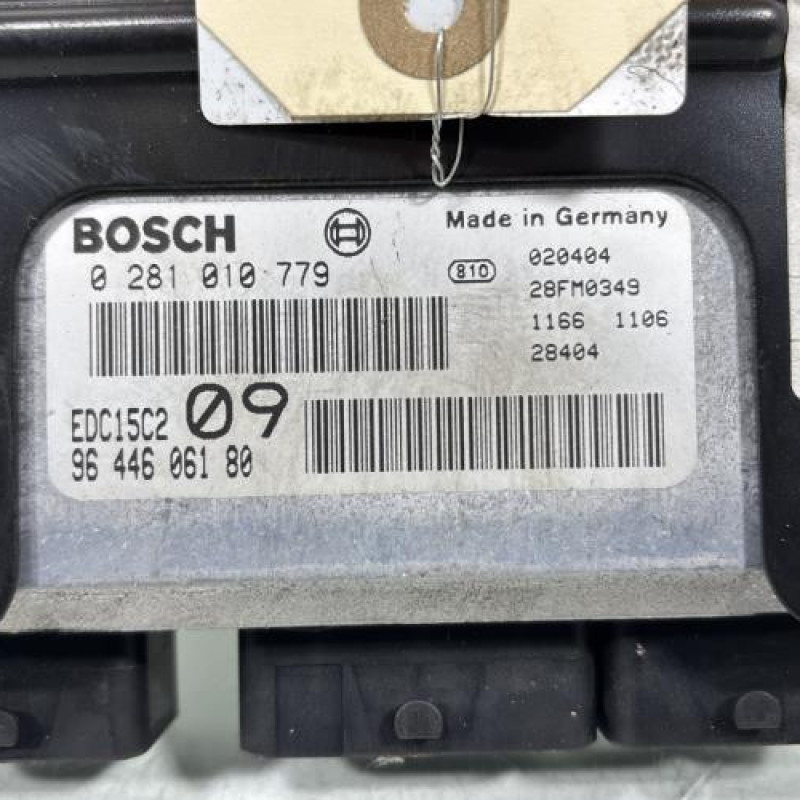 BOSCH
0 281 010 779
EDC15C2 09
96 446 061 80
Made in Germany
810
020404
28FM0349
1166 1106
28404